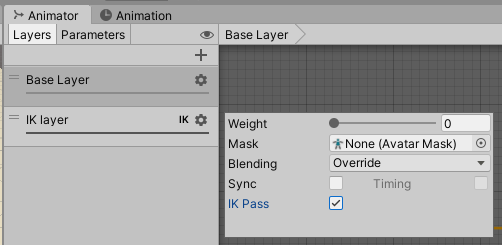 Animator Animation
Layers Parameters Base Layer
+
Base Layer
IK layer IK
Weight 0
Mask None (Avatar Mask)
Blending Override
Sync Timing
IK Pass